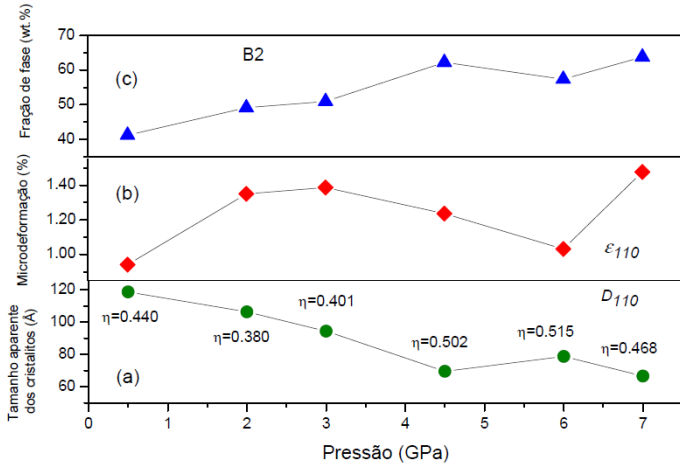 Fração de fase (wt.%)
70
60
50
40
B2
(c)
Microdeformação (%)
1.40
1.20
1.00
(b)
ε110
Tamanho aparente
dos cristalitos (Å)
120
100
80
60
η=0.440
η=0.380
η=0.401
η=0.502
η=0.515
η=0.468
D110
(a)
0 1 2 3 4 5 6 7
Pressão (GPa)